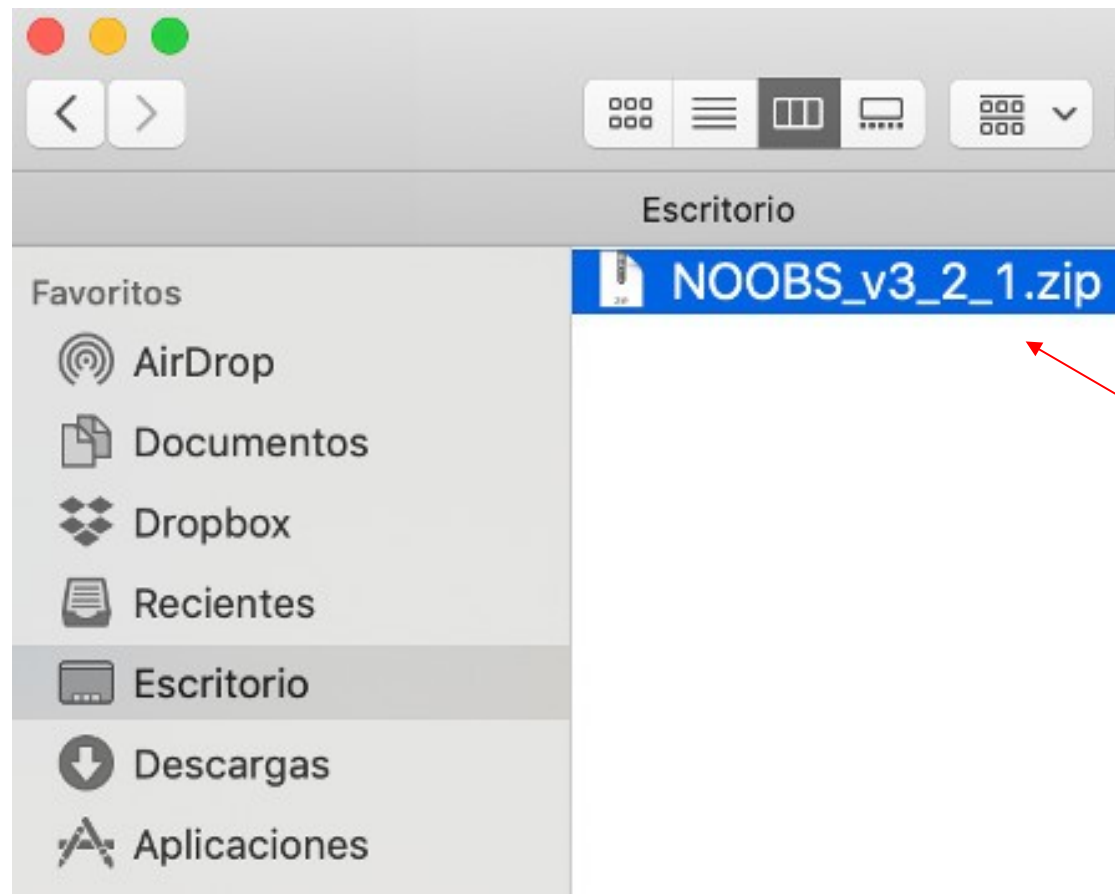 Escritorio
Favoritos
NOOBS_v3_2_1.zip
AirDrop
Documentos
Dropbox
Recientes
Escritorio
Descargas
Aplicaciones